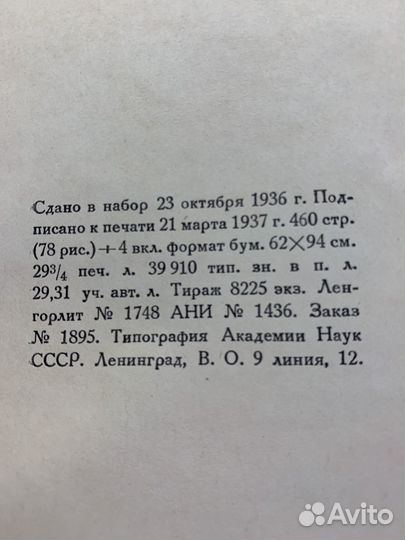 Сдано в набор 23 октября 1936 г. Под-
писано к печати 21 марта 1937 г. 460 стр.
(78 рис.)+4 вкл. формат бум. 62×94 см.
29³/₄ печ. л. 39 910 тип. зн. в п. л.
29,31 уч. авт. л. Тираж 8225 экз. Лен-
горлит № 1748 АНИ № 1436. Заказ
№ 1895. Типография Академии Наук
СССР. Ленинград, В. О. 9 линия, 12.
Avito